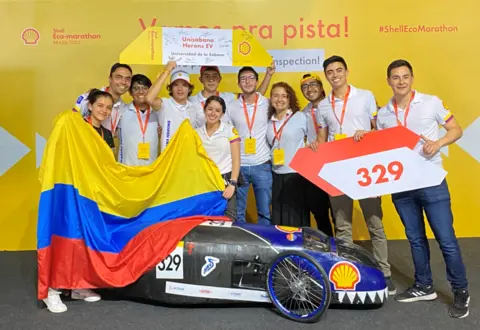 Shell
Eco-marathon
Vamos pra pista!
#ShellEcoMarathon
Unisabana
Herons EV
Universidad de la Sabana
inspection!
329
329